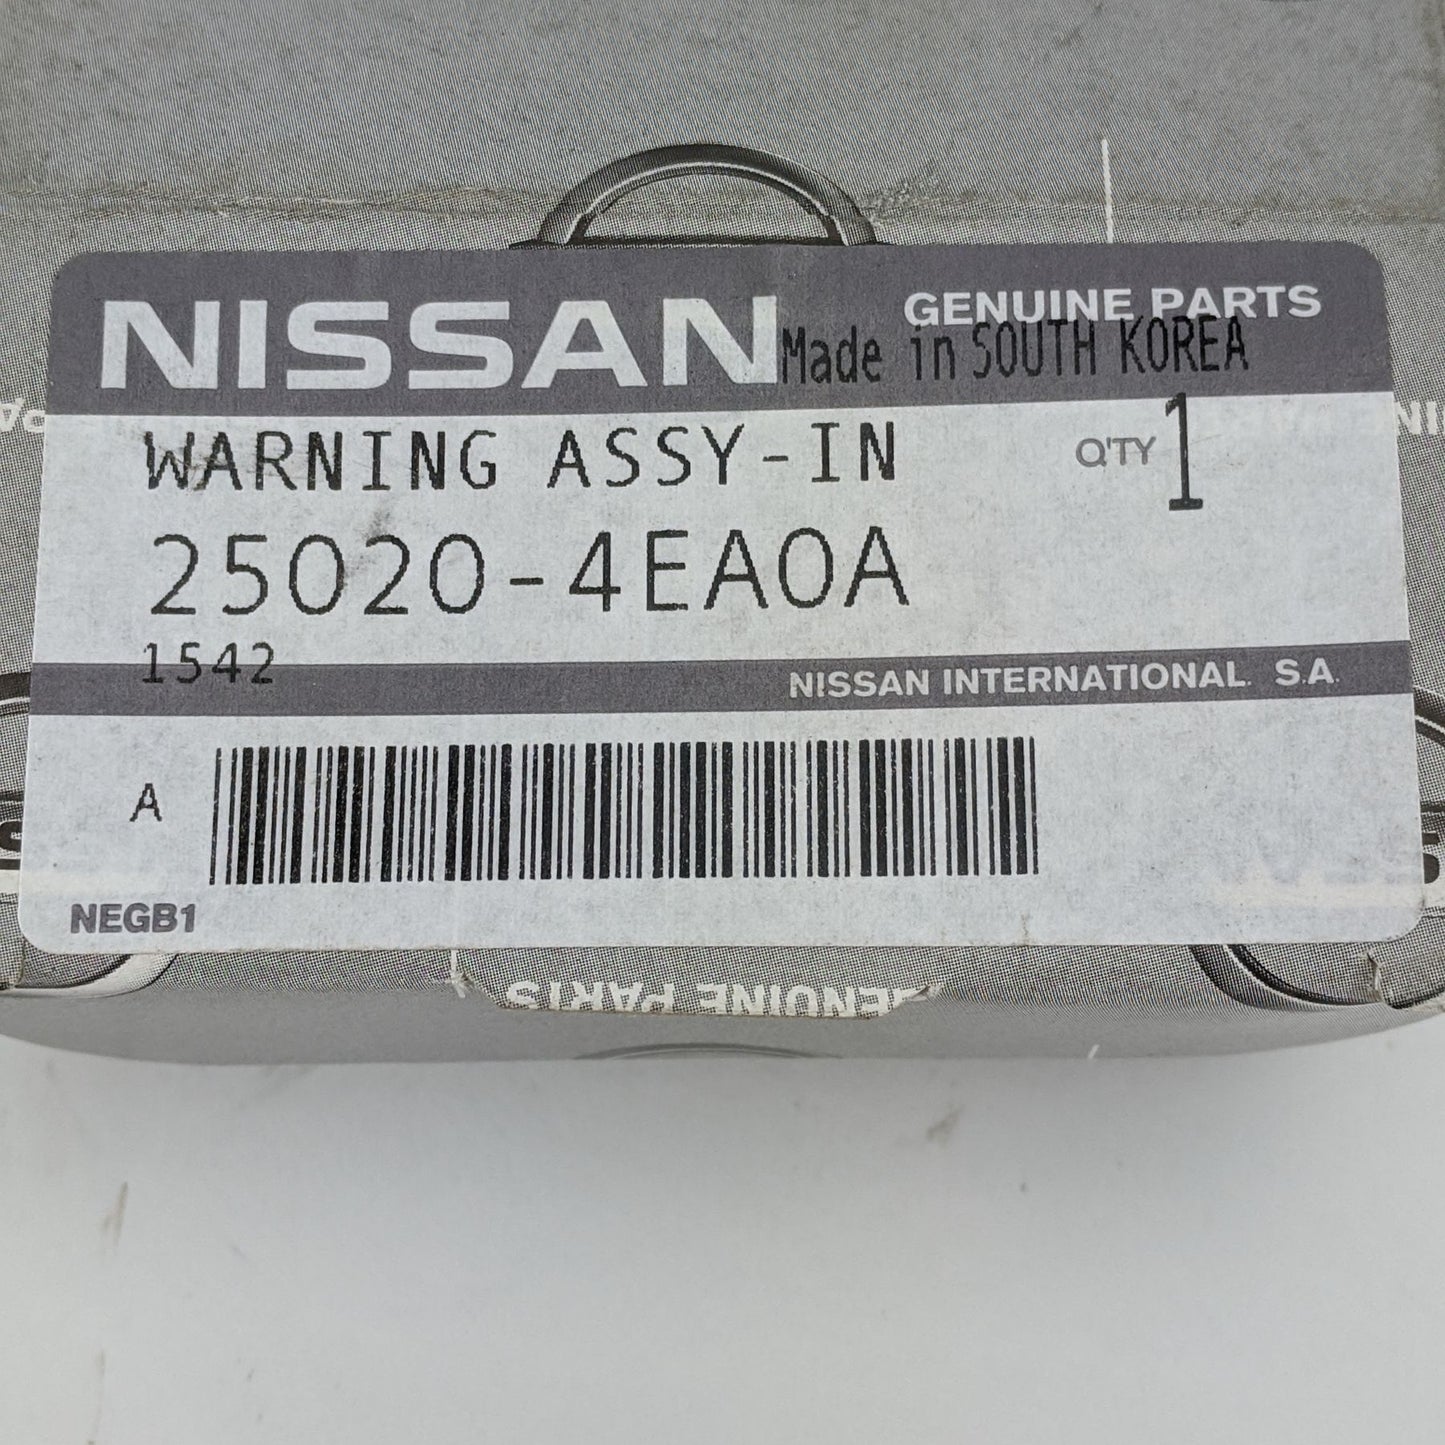 NISSAN
GENUINE PARTS
Made in SOUTH KOREA
WARNING ASSY-IN
Q'TY 1
25020-4EA0A
1542
NISSAN INTERNATIONAL. S.A.
A
NEGB1
GENUINE PARTS